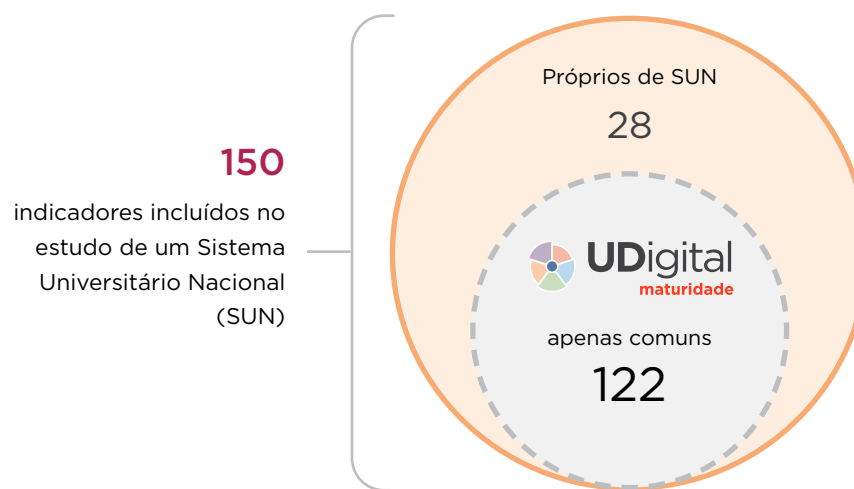 150
indicadores incluídos no
estudo de um Sistema
Universitário Nacional
(SUN)
Próprios de SUN
28
UDigital
maturidade
apenas comuns
122